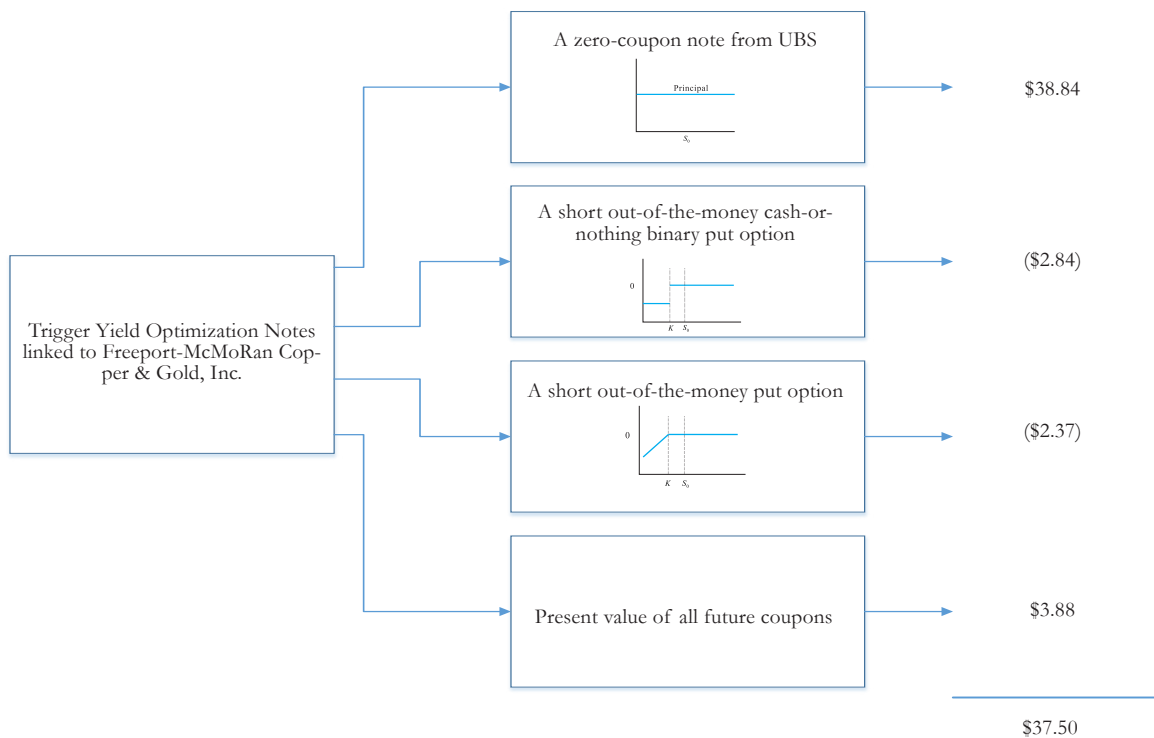 A zero-coupon note from UBS
Principal
S₀
$38.84
A short out-of-the-money cash-or-
nothing binary put option
0
K
S₀
($2.84)
Trigger Yield Optimization Notes
linked to Freeport-McMoRan Cop-
per & Gold, Inc.
A short out-of-the-money put option
0
K
S₀
($2.37)
Present value of all future coupons
$3.88
$37.50